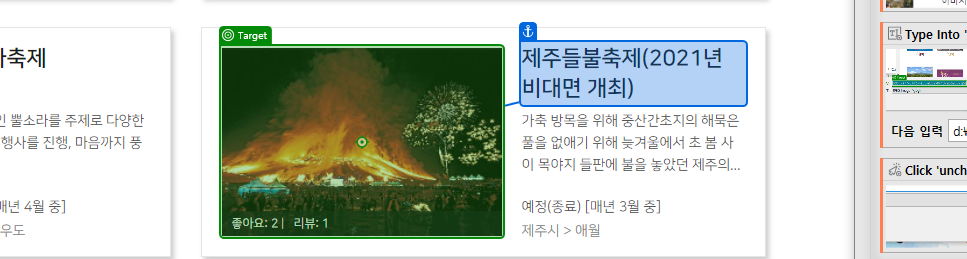 축제
인 뿔소라를 주제로 다양한
행사를 진행, 마음까지 풍
매년 4월 중]
우도
Target
좋아요: 2 | 리뷰: 1
제주들불축제(2021년
비대면 개최)
가축 방목을 위해 중산간초지의 해묵은
풀을 없애기 위해 늦겨울에서 초 봄 사
이 목야지 들판에 불을 놓았던 제주의...
예정(종료) [매년 3월 중]
제주시 > 애월
Type Into '
다음 입력 d:₩
Click 'unch